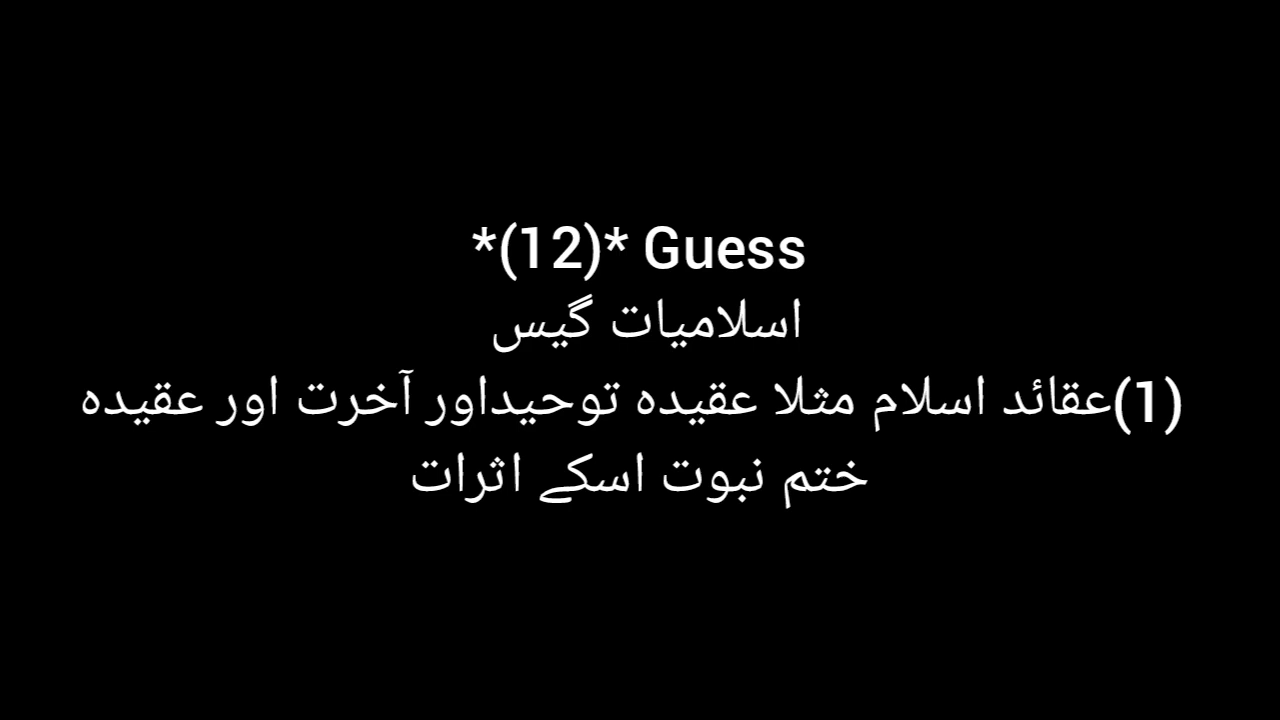 *(12)* Guess
اسلامیات گیس
(1)عقائد اسلام مثلا عقیدہ توحیداور آخرت اور عقیدہ
ختم نبوت اسکے اثرات